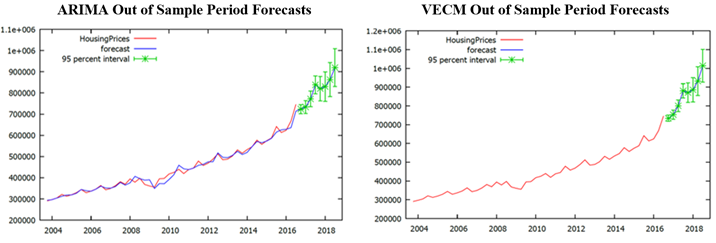 ARIMA Out of Sample Period Forecasts
1.1e+006
1e+006
900000
800000
700000
600000
500000
400000
300000
200000
HousingPrices
forecast
95 percent interval
2004 2006 2008 2010 2012 2014 2016 2018
VECM Out of Sample Period Forecasts
1.2e+006
1.1e+006
1e+006
900000
800000
700000
600000
500000
400000
300000
200000
HousingPrices
forecast
95 percent interval
2004 2006 2008 2010 2012 2014 2016 2018